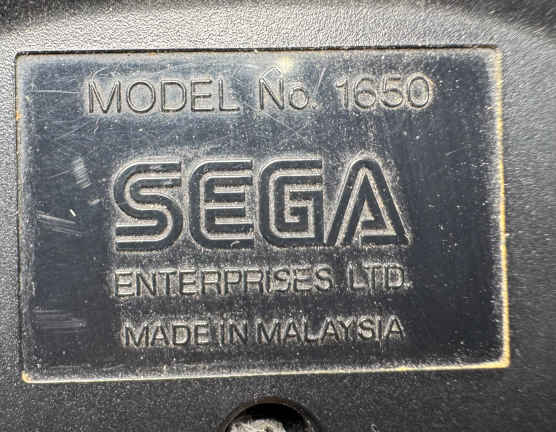 MODEL No. 1650
SEGA
ENTERPRISES LTD.
MADE IN MALAYSIA